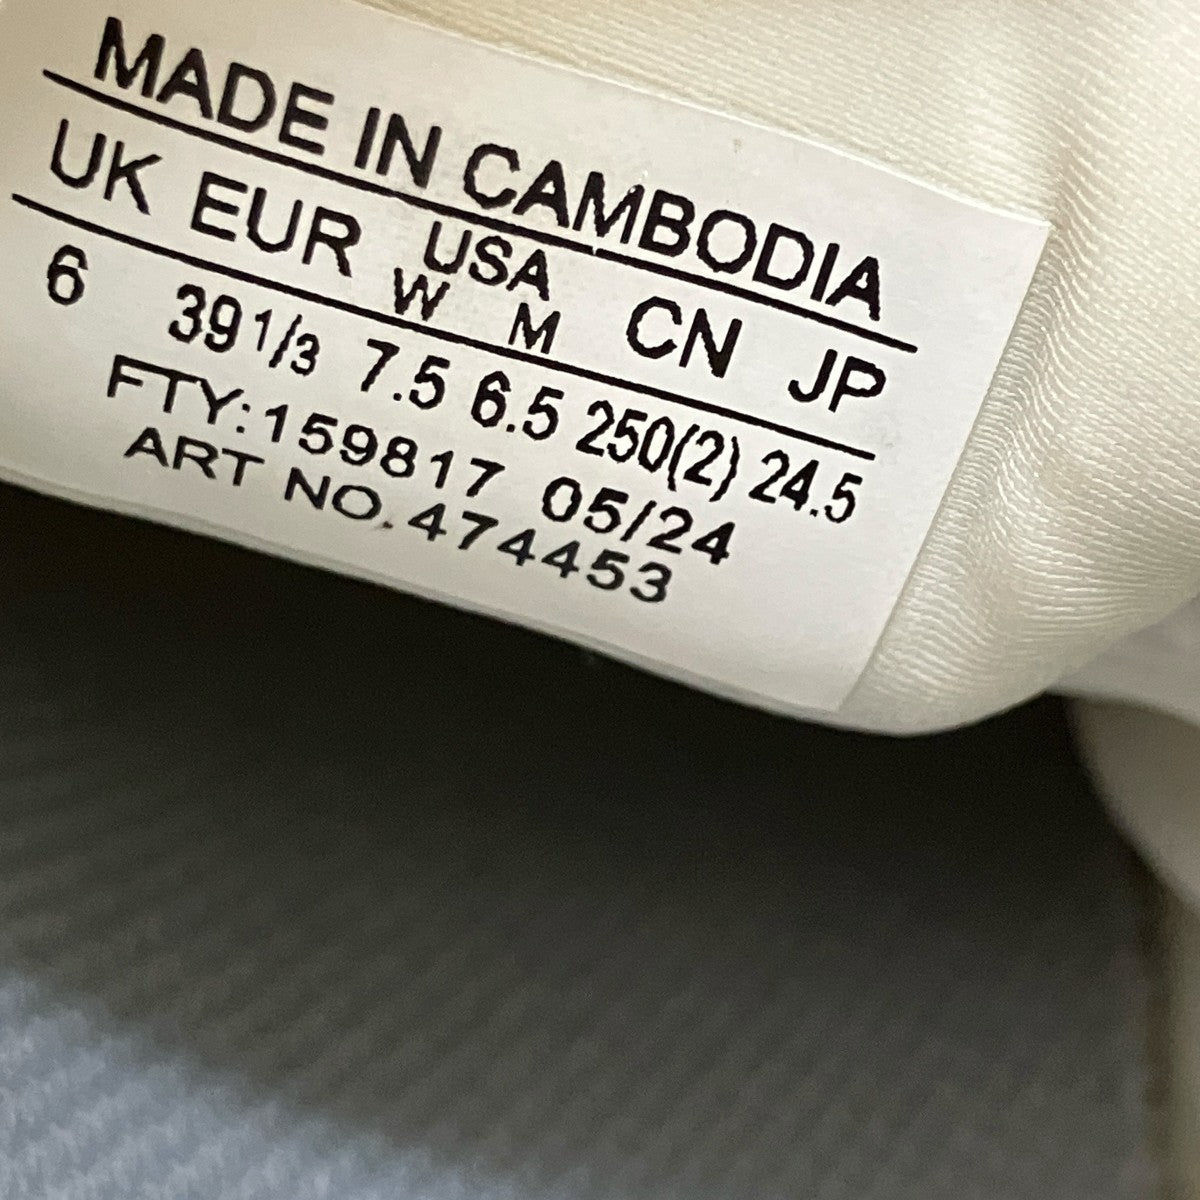 MADE IN CAMBODIA
UK EUR USA W M CN JP
6 39 1/3 7.5 6.5 250(2) 24.5
FTY:159817 05/24
ART NO. 474453